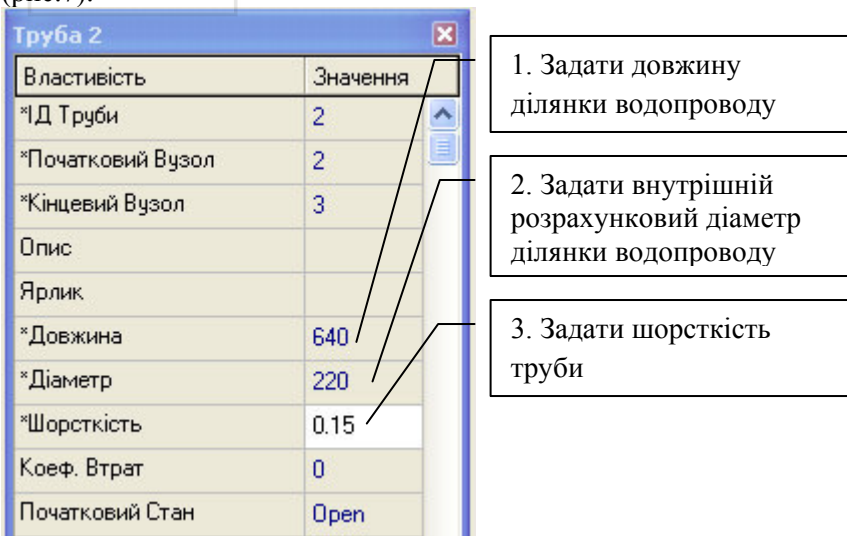 (рис.7).
Труба 2
Властивість Значення
*ІД Труби 2
*Початковий Вузол 2
*Кінцевий Вузол 3
Опис
Ярлик
*Довжина 640
*Діаметр 220
*Шорсткість 0.15
Коеф. Втрат 0
Початковий Стан Open
1. Задати довжину
ділянки водопроводу
2. Задати внутрішній
розрахунковий діаметр
ділянки водопроводу
3. Задати шорсткість
труби